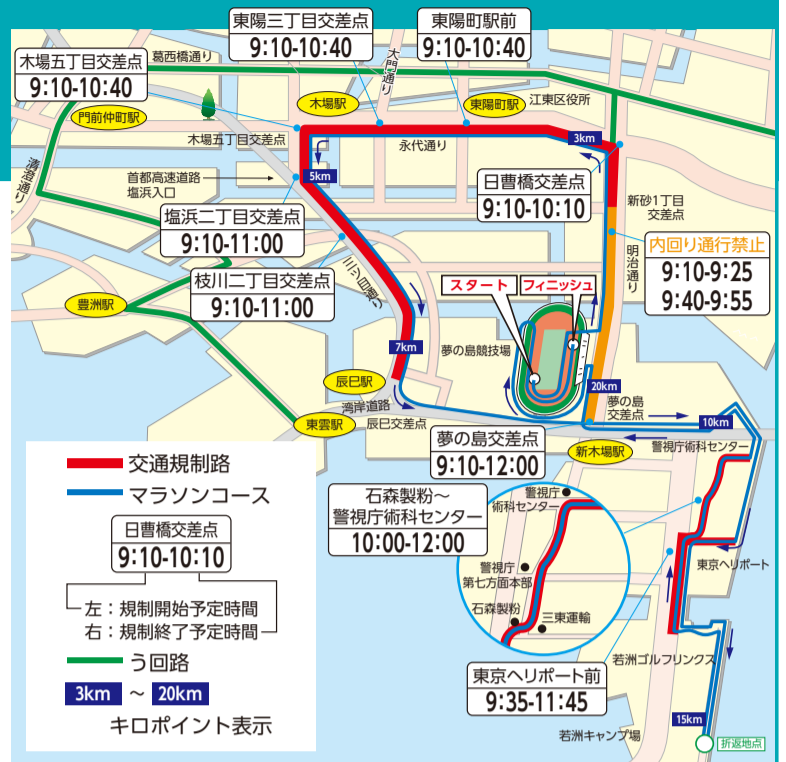 東陽三丁目交差点
9:10-10:40
東陽町駅前
9:10-10:40
木場五丁目交差点
9:10-10:40
葛西橋通り
大門通り
木場駅
東陽町駅
江東区役所
門前仲町駅
木場五丁目交差点
永代通り
3km
清澄通り
首都高速道路
塩浜入口
5km
日曹橋交差点
9:10-10:10
新砂1丁目
交差点
塩浜二丁目交差点
9:10-11:00
明治通り
内回り通行禁止
9:10-9:25
9:40-9:55
枝川二丁目交差点
9:10-11:00
三ツ目通り
スタート
フィニッシュ
豊洲駅
7km
夢の島競技場
辰巳駅
20km
夢の島
交差点
湾岸道路
辰巳交差点
東雲駅
10km
夢の島交差点
9:10-12:00
新木場駅
警視庁術科センター
交通規制路
マラソンコース
石森製粉～
警視庁術科センター
10:00-12:00
警視庁
術科センター
日曹橋交差点
9:10-10:10
警視庁
第七方面本部
東京ヘリポート
左：規制開始予定時間
右：規制終了予定時間
石森製粉
三東運輸
う回路
若洲ゴルフリンクス
3km ～ 20km
キロポイント表示
東京ヘリポート前
9:35-11:45
15km
若洲キャンプ場
折返地点